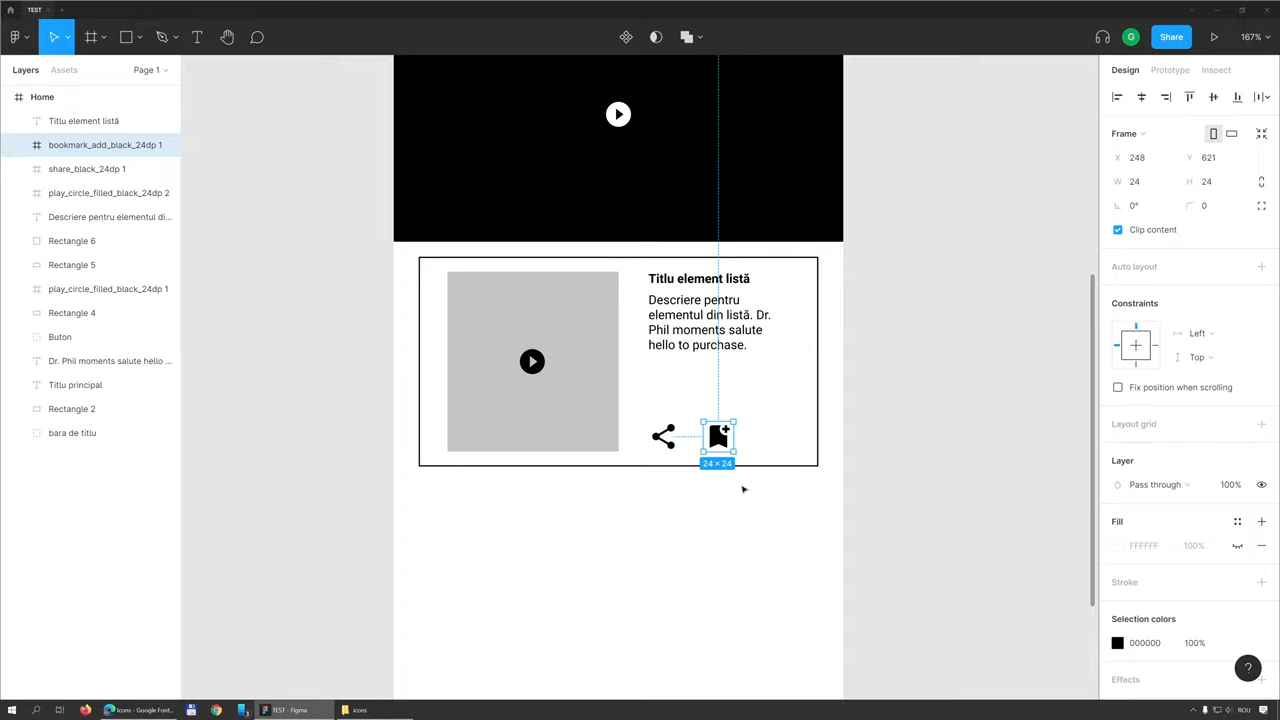 TEST
G
Share
167%
Layers
Assets
Page 1
Home
Titlu element listă
bookmark_add_black_24dp 1
share_black_24dp 1
play_circle_filled_black_24dp 2
Descriere pentru elementul di...
Rectangle 6
Rectangle 5
play_circle_filled_black_24dp 1
Rectangle 4
Buton
Dr. Phil moments salute hello ...
Titlu principal
Rectangle 2
bara de titlu
Titlu element listă
Descriere pentru
elementul din listă. Dr.
Phil moments salute
hello to purchase.
24 × 24
Design
Prototype
Inspect
Frame
X 248 Y 621
W 24 H 24
0° 0
Clip content
Auto layout
Constraints
Left
Top
Fix position when scrolling
Layout grid
Layer
Pass through 100%
Fill
FFFFFF 100%
Stroke
Selection colors
000000 100%
Effects
?
Icons - Google Font...
TEST - Figma
icons
ROU